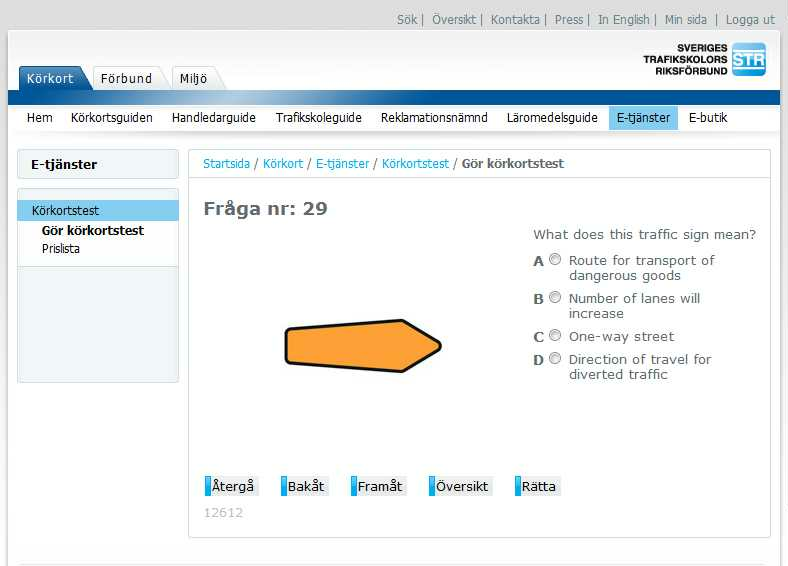 Sök | Översikt | Kontakta | Press | In English | Min sida | Logga ut
SVERIGES
TRAFIKSKOLORS
RIKSFÖRBUND
STR
Körkort Förbund Miljö
Hem Körkortsguiden Handledarguide Trafikskoleguide Reklamationsnämnd Läromedelsguide E-tjänster E-butik
E-tjänster
Startsida / Körkort / E-tjänster / Körkortstest / Gör körkortstest
Körkortstest
Gör körkortstest
Prislista
Fråga nr: 29
What does this traffic sign mean?
A Route for transport of
dangerous goods
B Number of lanes will
increase
C One-way street
D Direction of travel for
diverted traffic
Återgå Bakåt Framåt Översikt Rätta
12612